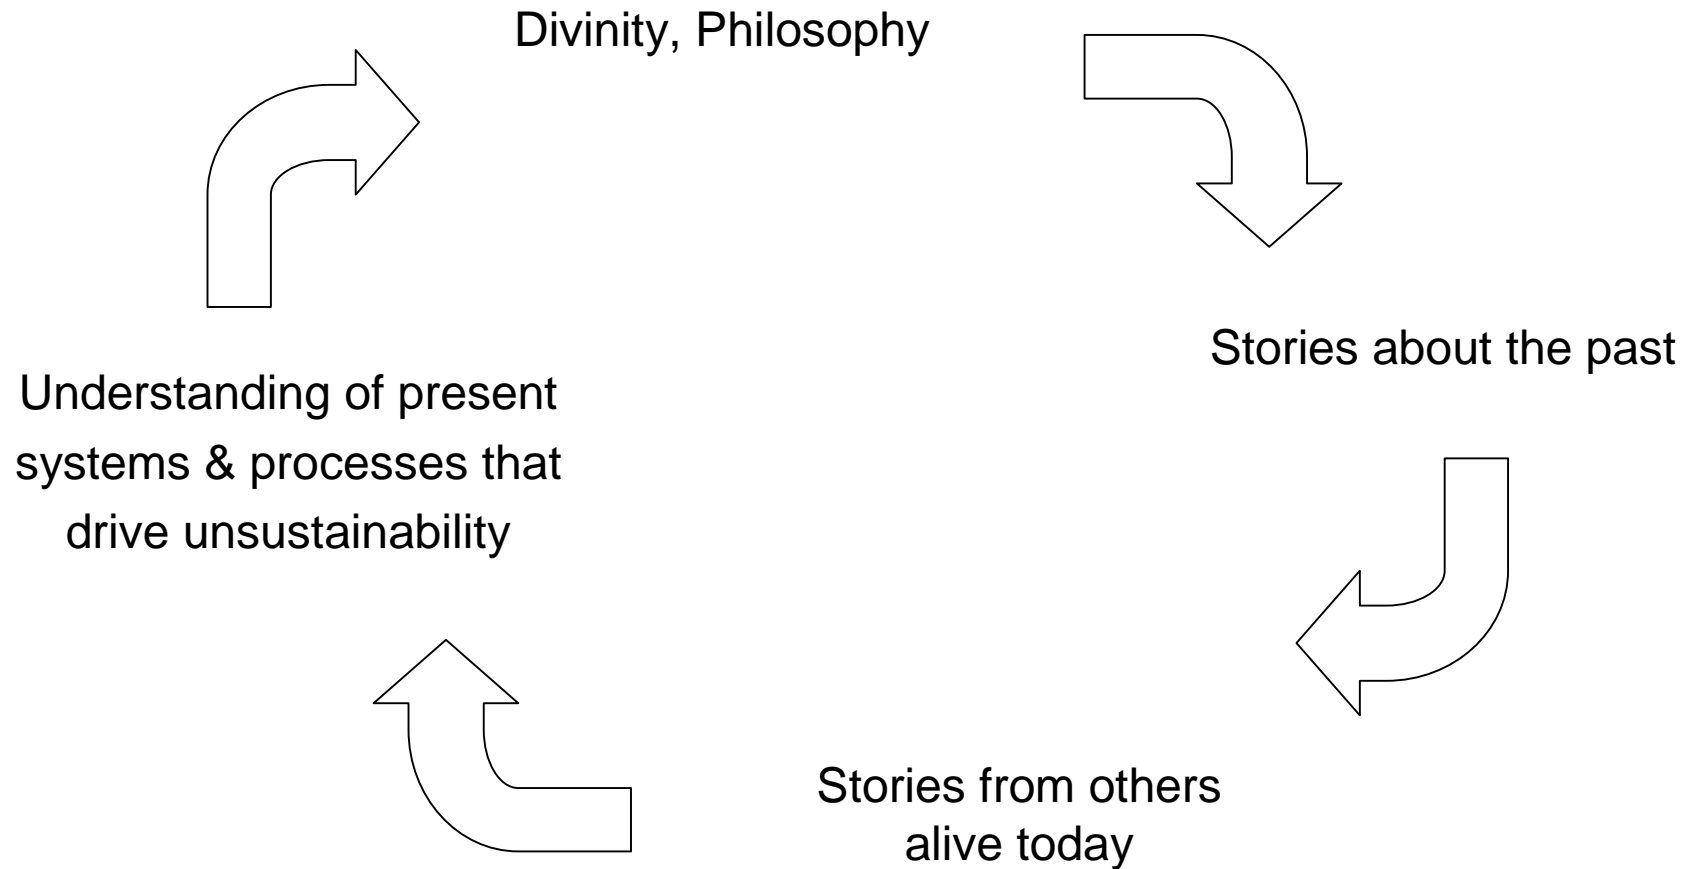 Divinity, Philosophy
Stories about the past
Understanding of present
systems & processes that
drive unsustainability
Stories from others
alive today